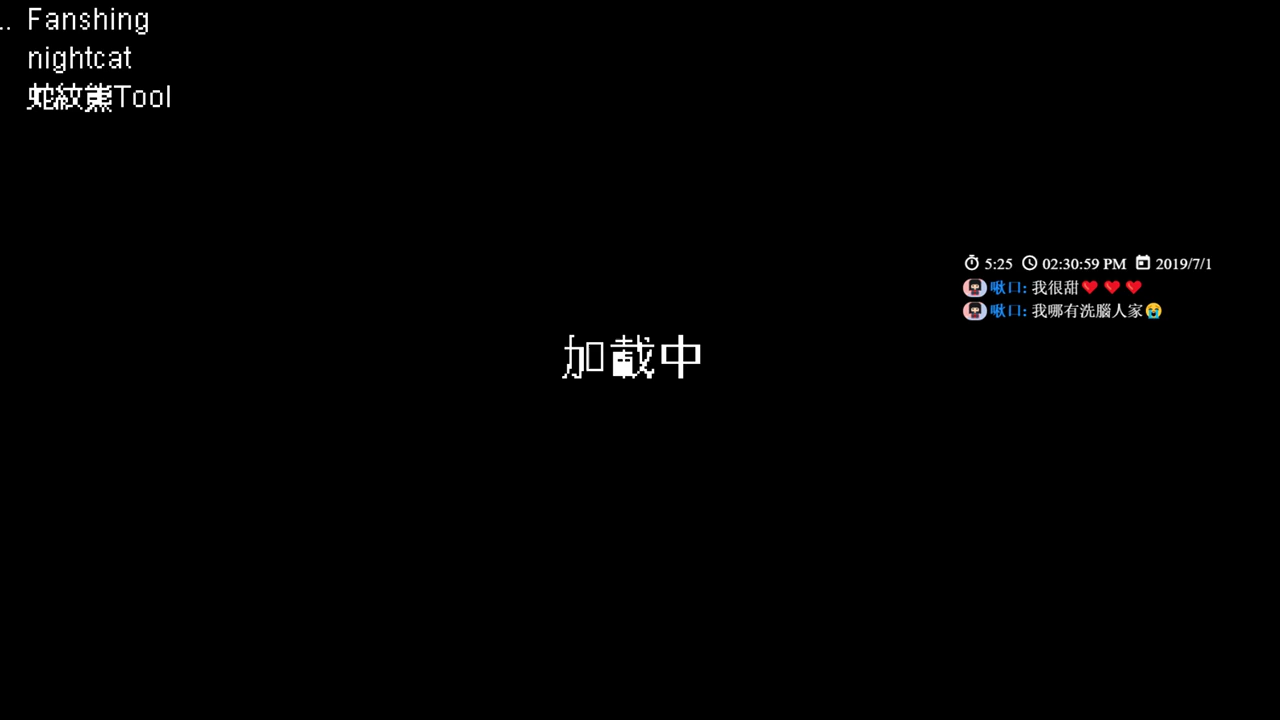 .. Fanshing
nightcat
蛇紋熊Tool
5:25 02:30:59 PM 2019/7/1
啾口: 我很甜❤️❤️❤️
啾口: 我哪有洗腦人家😭
加載中